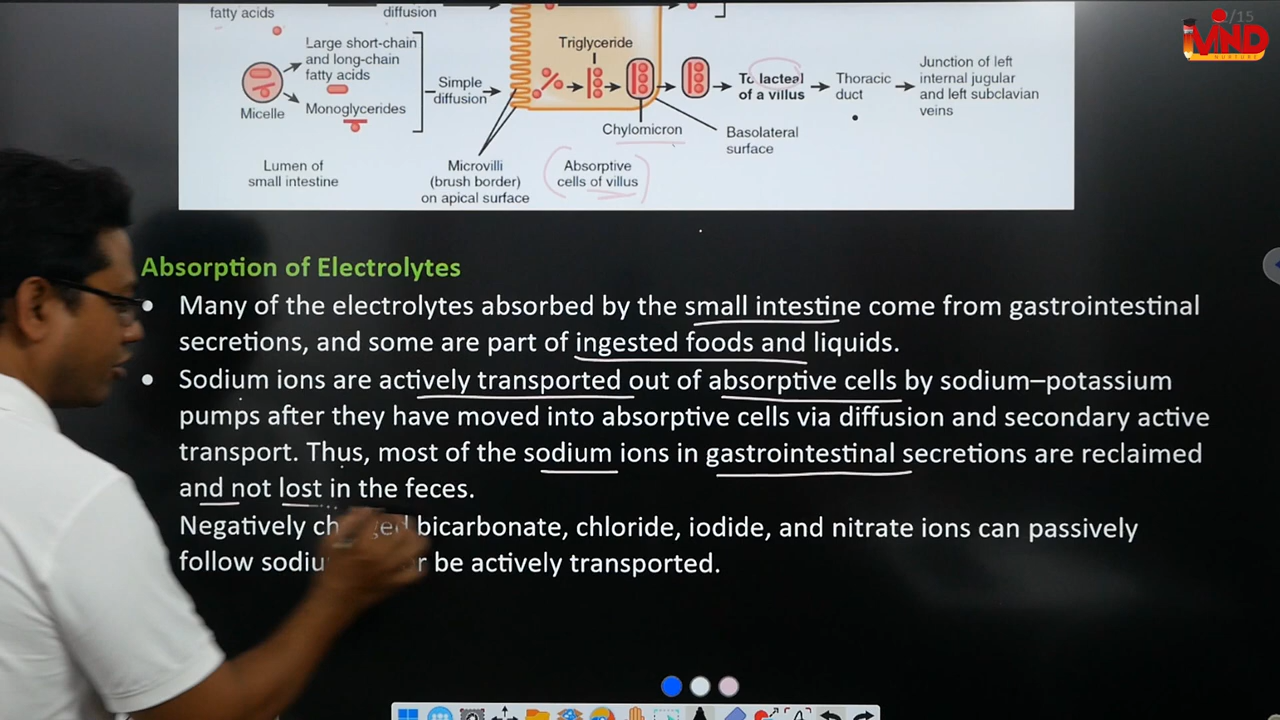 fatty acids
diffusion
2/15
MIND
NURTURE
Large short-chain
and long-chain
fatty acids
Monoglycerides
Micelle
Simple
diffusion
Triglyceride
Chylomicron
Basolateral
surface
To lacteal
of a villus
Thoracic
duct
Junction of left
internal jugular
and left subclavian
veins
Lumen of
small intestine
Microvilli
(brush border)
on apical surface
Absorptive
cells of villus
Absorption of Electrolytes
• Many of the electrolytes absorbed by the small intestine come from gastrointestinal
secretions, and some are part of ingested foods and liquids.
• Sodium ions are actively transported out of absorptive cells by sodium–potassium
pumps after they have moved into absorptive cells via diffusion and secondary active
transport. Thus, most of the sodium ions in gastrointestinal secretions are reclaimed
and not lost in the feces.
Negatively charged bicarbonate, chloride, iodide, and nitrate ions can passively
follow be actively transported.